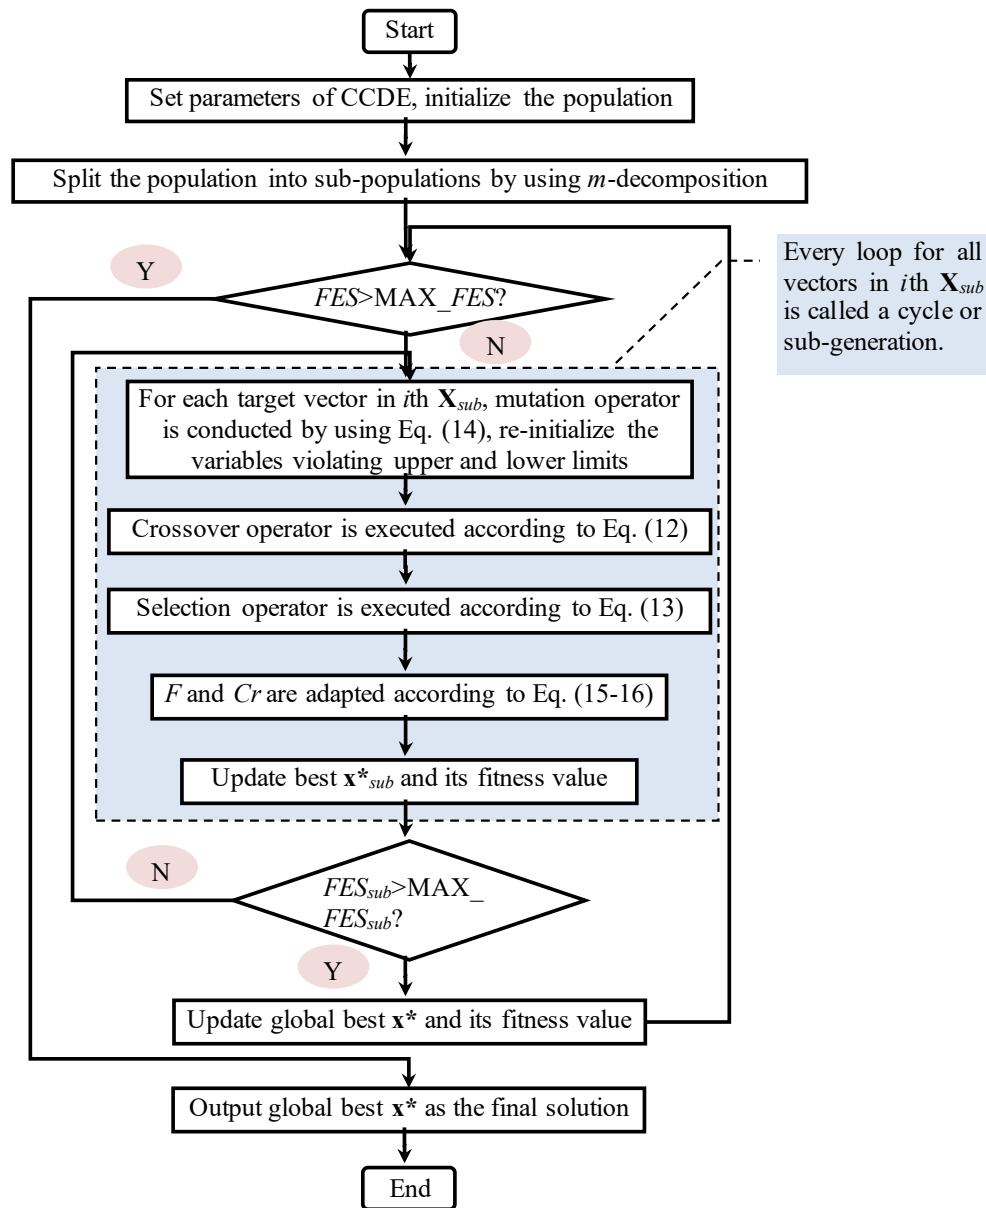 Start
Set parameters of CCDE, initialize the population
Split the population into sub-populations by using m-decomposition
Y
FES>MAX_FES?
N
Every loop for all
vectors in ith X_sub
is called a cycle or
sub-generation.
For each target vector in ith X_sub, mutation operator
is conducted by using Eq. (14), re-initialize the
variables violating upper and lower limits
Crossover operator is executed according to Eq. (12)
Selection operator is executed according to Eq. (13)
F and Cr are adapted according to Eq. (15-16)
Update best x*_sub and its fitness value
N
FES_sub>MAX_
FES_sub?
Y
Update global best x* and its fitness value
Output global best x* as the final solution
End